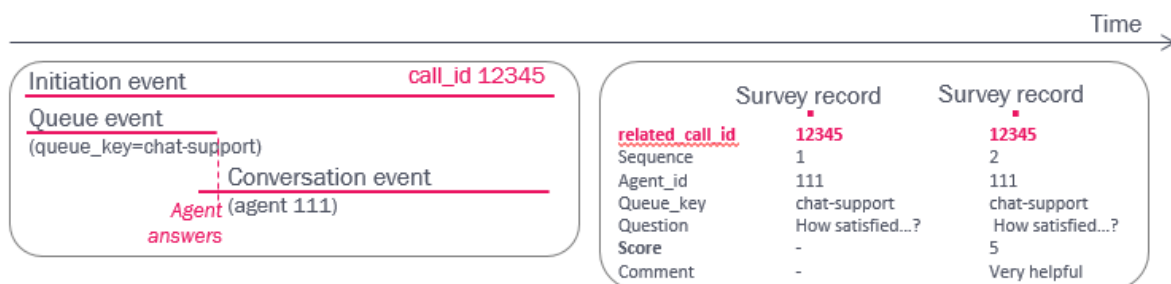 Time
Initiation event
call_id 12345
Queue event
(queue_key=chat-support)
Conversation event
(agent 111)
Agent
answers
Survey record Survey record
related_call_id 12345 12345
Sequence 1 2
Agent_id 111 111
Queue_key chat-support chat-support
Question How satisfied...? How satisfied...?
Score - 5
Comment - Very helpful